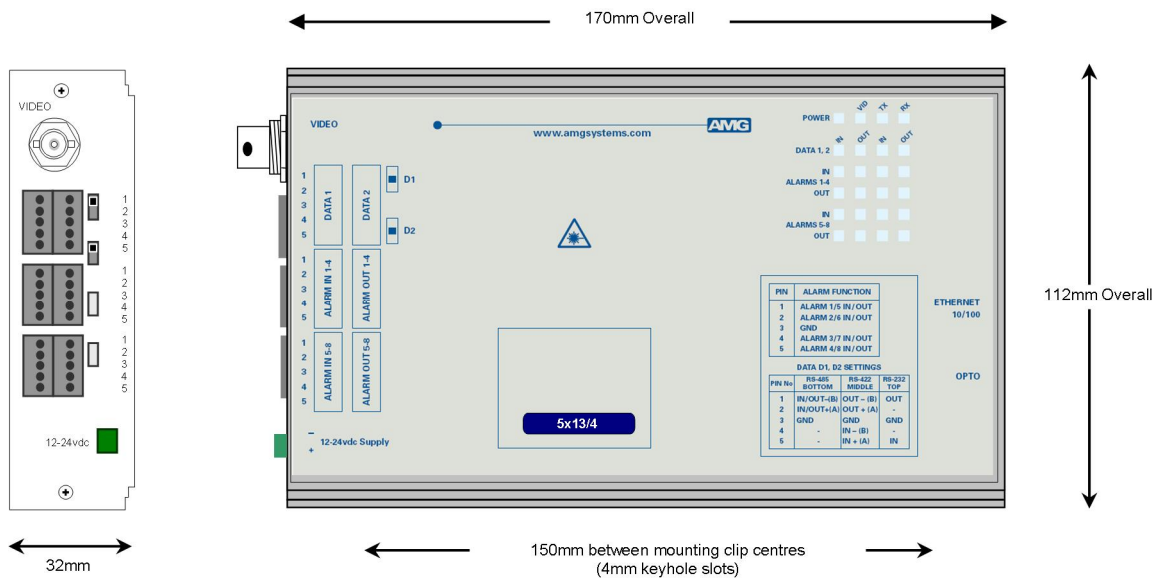 170mm Overall
VIDEO
1
2
3
4
5
1
2
3
4
5
1
2
3
4
5
12-24vdc
32mm
VIDEO
www.amgsystems.com
AMG
VID TX RX
POWER
IN OUT IN OUT
DATA 1, 2
IN
ALARMS 1-4
OUT
IN
ALARMS 5-8
OUT
1
2
3
4
5
DATA 1
DATA 2
D1
D2
1
2
3
4
5
ALARM IN 1-4
ALARM OUT 1-4
1
2
3
4
5
ALARM IN 5-8
ALARM OUT 5-8
–
+
12-24vdc Supply
5x13/4
PIN ALARM FUNCTION
1 ALARM 1/5 IN/OUT
2 ALARM 2/6 IN/OUT
3 GND
4 ALARM 3/7 IN/OUT
5 ALARM 4/8 IN/OUT
DATA D1, D2 SETTINGS
PIN No RS-485 BOTTOM RS-422 MIDDLE RS-232 TOP
1 IN/OUT–(B) OUT – (B) OUT
2 IN/OUT+(A) OUT + (A) -
3 GND GND GND
4 - IN – (B) -
5 - IN + (A) IN
ETHERNET
10/100
OPTO
112mm Overall
150mm between mounting clip centres
(4mm keyhole slots)